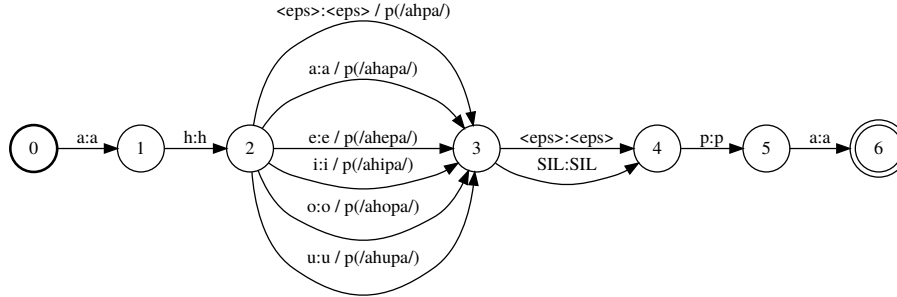 <eps>:<eps> / p(/ahpa/)
a:a / p(/ahapa/)
0 a:a 1 h:h 2 e:e / p(/ahepa/) 3 <eps>:<eps> 4 p:p 5 a:a 6
i:i / p(/ahipa/) SIL:SIL
o:o / p(/ahopa/)
u:u / p(/ahupa/)